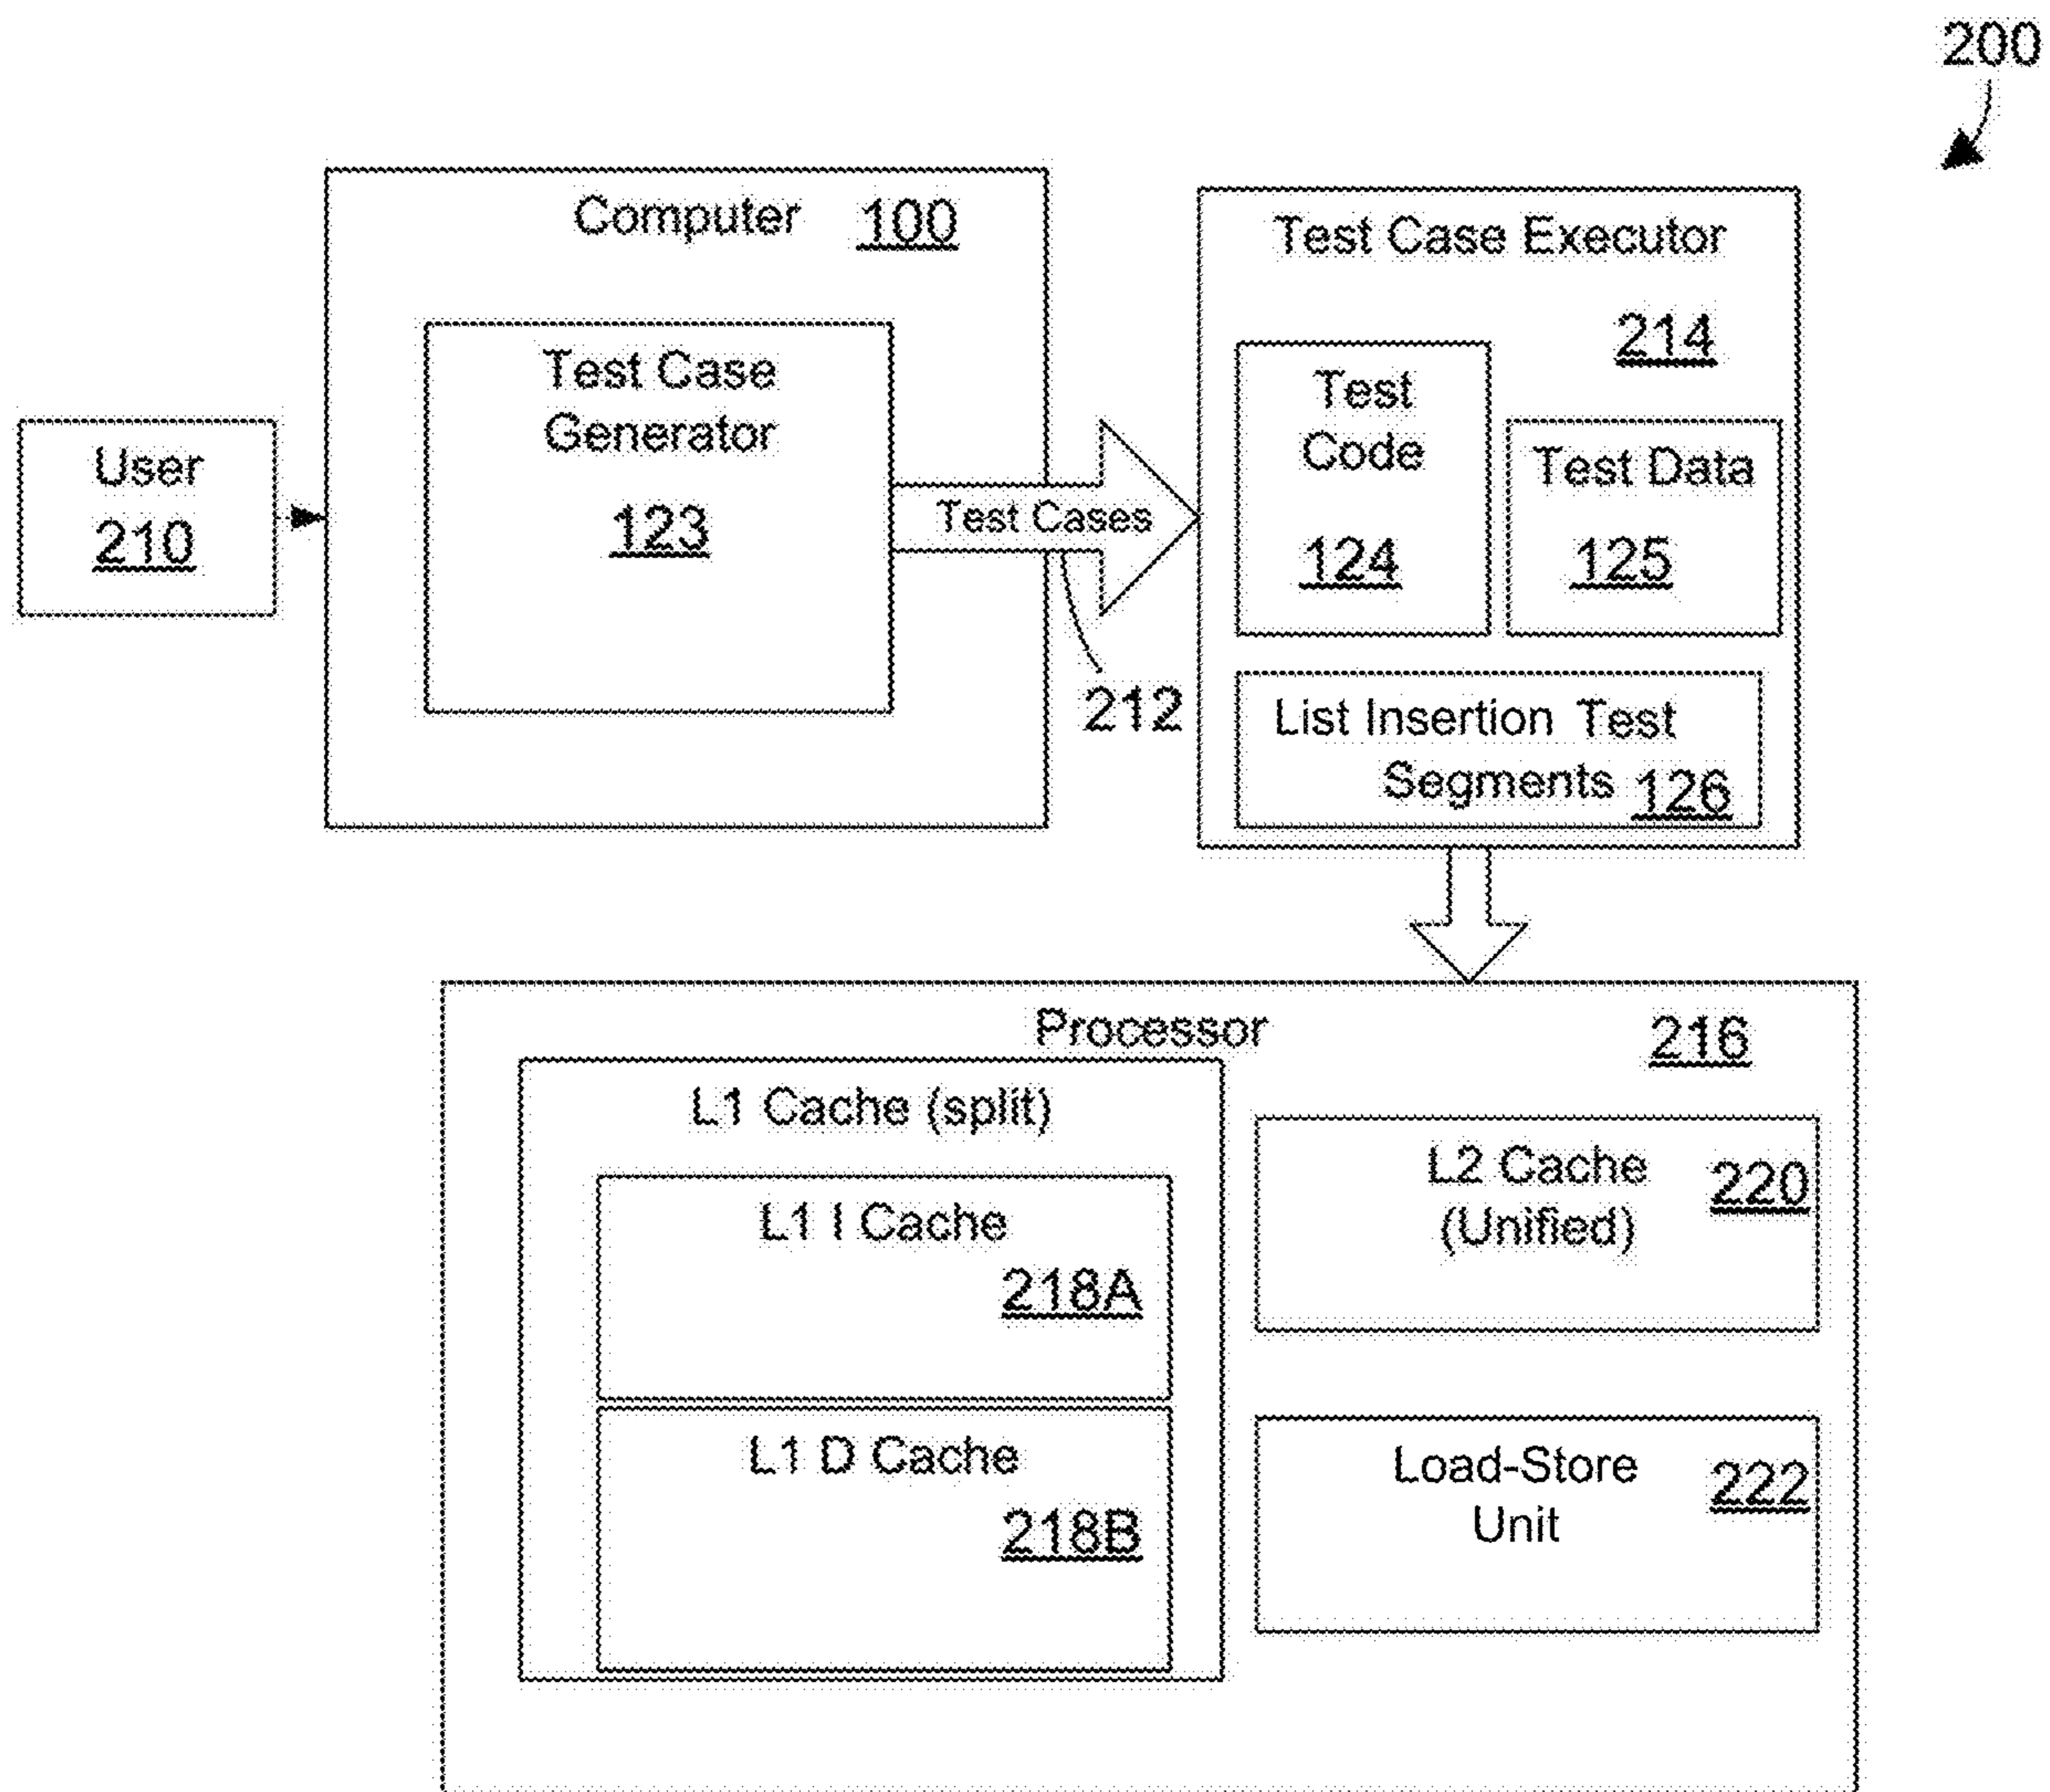 200
Computer 100
Test Case
Generator
123
User
210
Test Cases
212
Test Case Executor
214
Test
Code
124
Test Data
125
List Insertion Test
Segments 126
Processor
216
L1 Cache (split)
L1 I Cache
218A
L1 D Cache
218B
L2 Cache
(Unified)
220
Load-Store
Unit
222